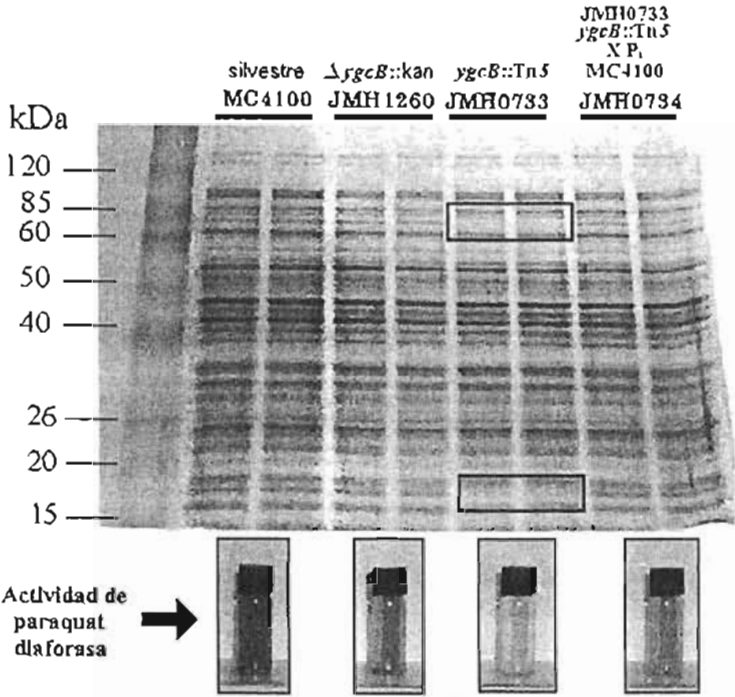 JMH0733
ygcB::Tn5
X P1
MC4100
silvestre ΔygcB::kan ygcB::Tn5
MC4100 JMH1260 JMH0733 JMH0734
kDa
120
85
60
50
40
26
20
15
Actividad de
paraquat
diaforasa